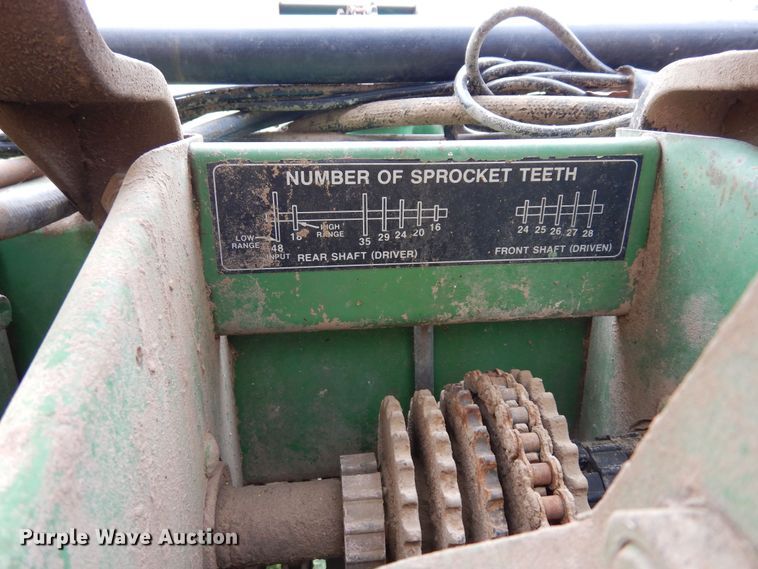 NUMBER OF SPROCKET TEETH
LOW RANGE
48 INPUT
18
HIGH RANGE
35 29 24 20 16
REAR SHAFT (DRIVER)
24 25 26 27 28
FRONT SHAFT (DRIVEN)
Purple Wave Auction